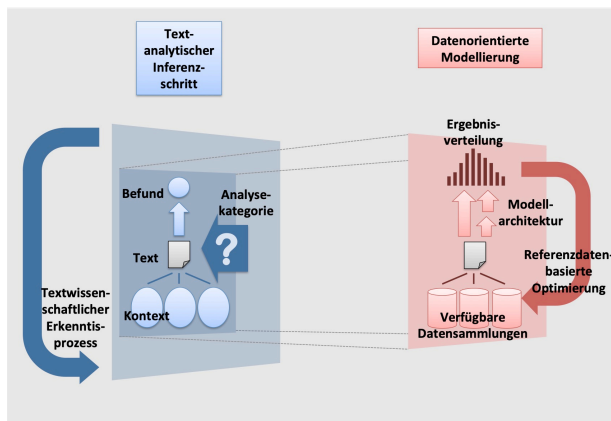 Text-
analytischer
Inferenz-
schritt
Datenorientierte
Modellierung
Ergebnis-
verteilung
Befund
Analyse-
kategorie
?
Modell-
architektur
Text
Referenzdaten-
basierte
Optimierung
Textwissen-
schaftlicher
Erkenntis-
prozess
Kontext
Verfügbare
Datensammlungen